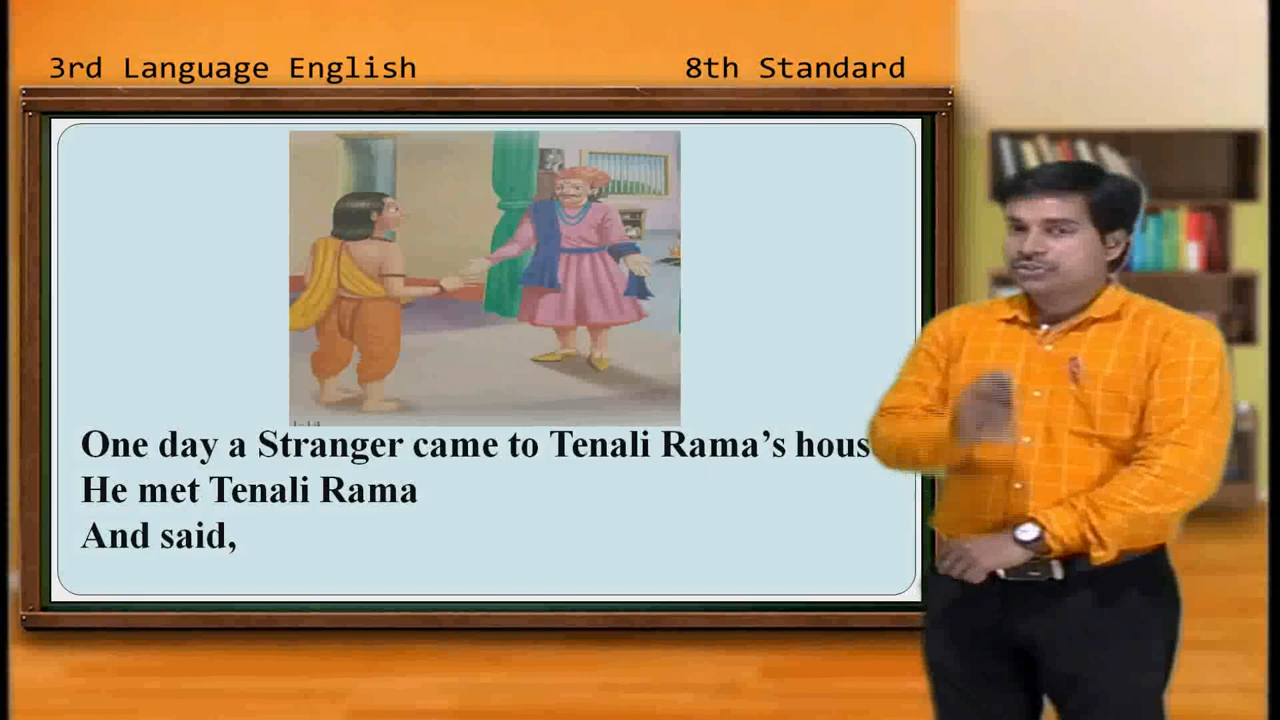 3rd Language English 8th Standard
One day a Stranger came to Tenali Rama's hous
He met Tenali Rama
And said,